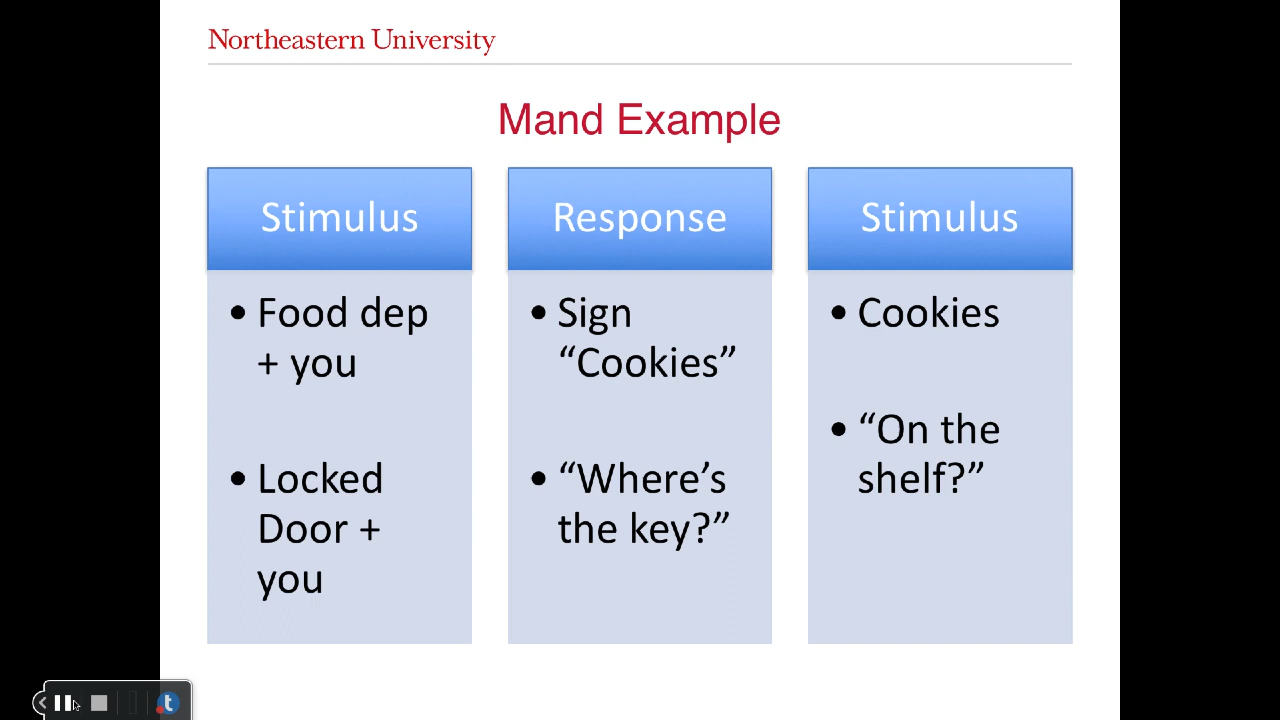 Northeastern University
Mand Example
Stimulus
• Food dep
+ you
• Locked
Door +
you
Response
• Sign
“Cookies”
• “Where’s
the key?”
Stimulus
• Cookies
• “On the
shelf?”
t